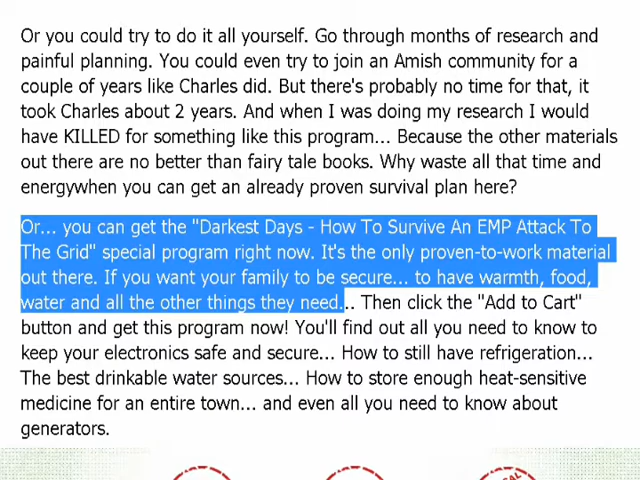 Or you could try to do it all yourself. Go through months of research and
painful planning. You could even try to join an Amish community for a
couple of years like Charles did. But there's probably no time for that, it
took Charles about 2 years. And when I was doing my research I would
have KILLED for something like this program... Because the other materials
out there are no better than fairy tale books. Why waste all that time and
energywhen you can get an already proven survival plan here?
Or... you can get the "Darkest Days - How To Survive An EMP Attack To
The Grid" special program right now. It's the only proven-to-work material
out there. If you want your family to be secure... to have warmth, food,
water and all the other things they need... Then click the "Add to Cart"
button and get this program now! You'll find out all you need to know to
keep your electronics safe and secure... How to still have refrigeration...
The best drinkable water sources... How to store enough heat-sensitive
medicine for an entire town... and even all you need to know about
generators.